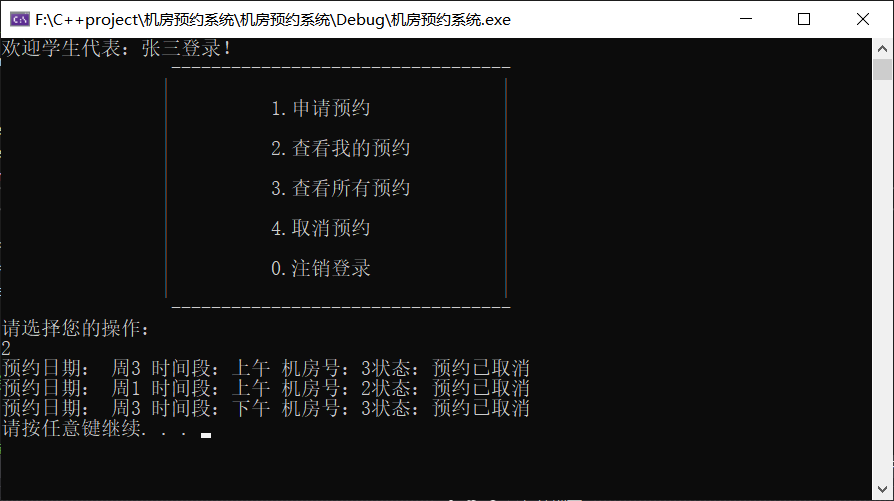 F:\C++project\机房预约系统\机房预约系统\Debug\机房预约系统.exe
欢迎学生代表：张三登录！
----------------------------------
1.申请预约
2.查看我的预约
3.查看所有预约
4.取消预约
0.注销登录
----------------------------------
请选择您的操作：
2
预约日期： 周3 时间段：上午 机房号：3状态：预约已取消
预约日期： 周1 时间段：上午 机房号：2状态：预约已取消
预约日期： 周3 时间段：下午 机房号：3状态：预约已取消
请按任意键继续. . .